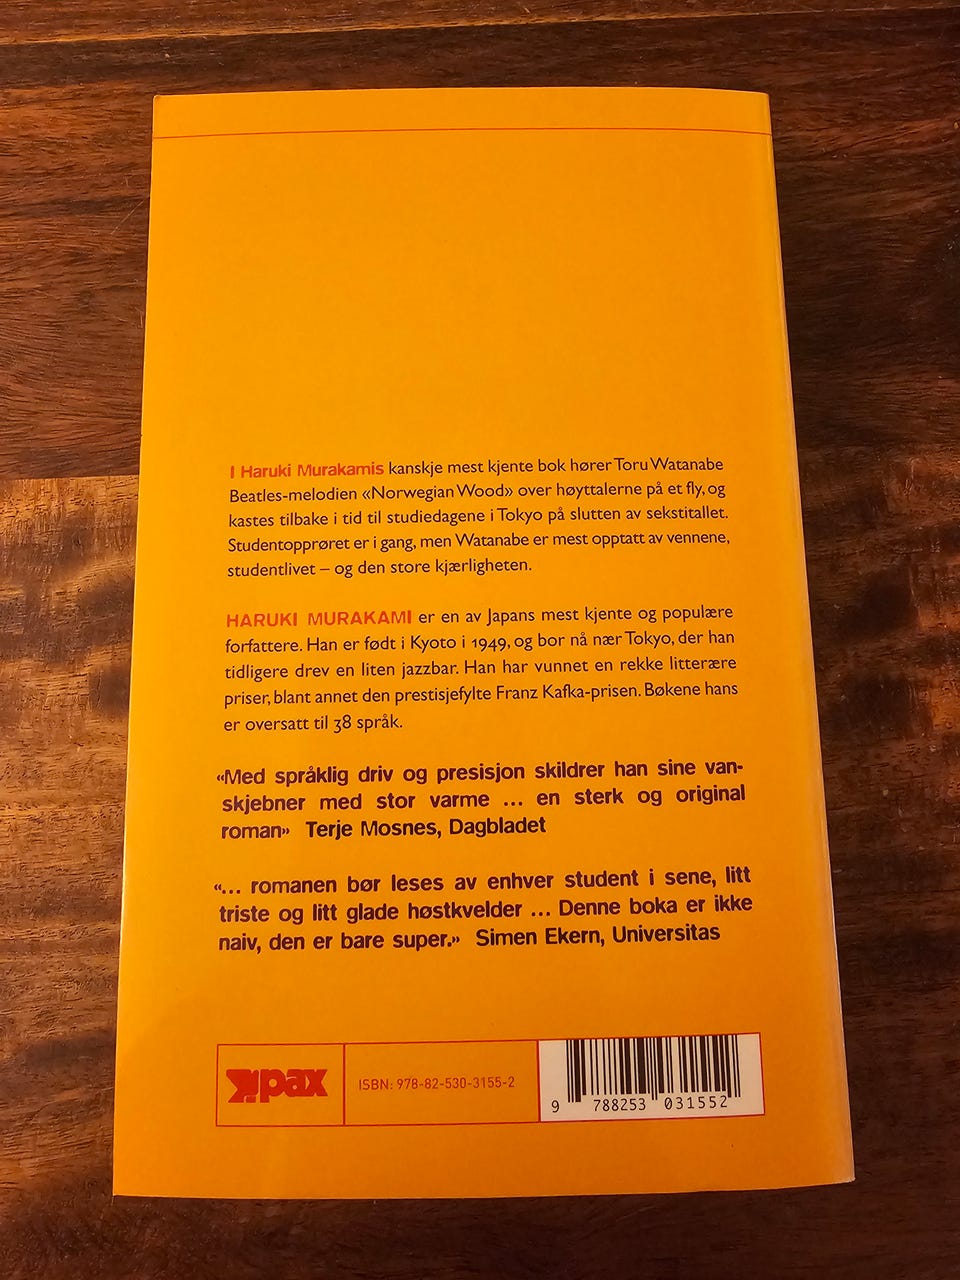 I Haruki Murakamis kanskje mest kjente bok hører Toru Watanabe
Beatles-melodien «Norwegian Wood» over høyttalerne på et fly, og
kastes tilbake i tid til studiedagene i Tokyo på slutten av sekstitallet.
Studentopprøret er i gang, men Watanabe er mest opptatt av vennene,
studentlivet – og den store kjærligheten.
HARUKI MURAKAMI er en av Japans mest kjente og populære
forfattere. Han er født i Kyoto i 1949, og bor nå nær Tokyo, der han
tidligere drev en liten jazzbar. Han har vunnet en rekke litterære
priser, blant annet den prestisjefylte Franz Kafka-prisen. Bøkene hans
er oversatt til 38 språk.
«Med språklig driv og presisjon skildrer han sine van-
skjebner med stor varme ... en sterk og original
roman» Terje Mosnes, Dagbladet
«... romanen bør leses av enhver student i sene, litt
triste og litt glade høstkvelder ... Denne boka er ikke
naiv, den er bare super.» Simen Ekern, Universitas
pax
ISBN: 978-82-530-3155-2
9 788253 031552